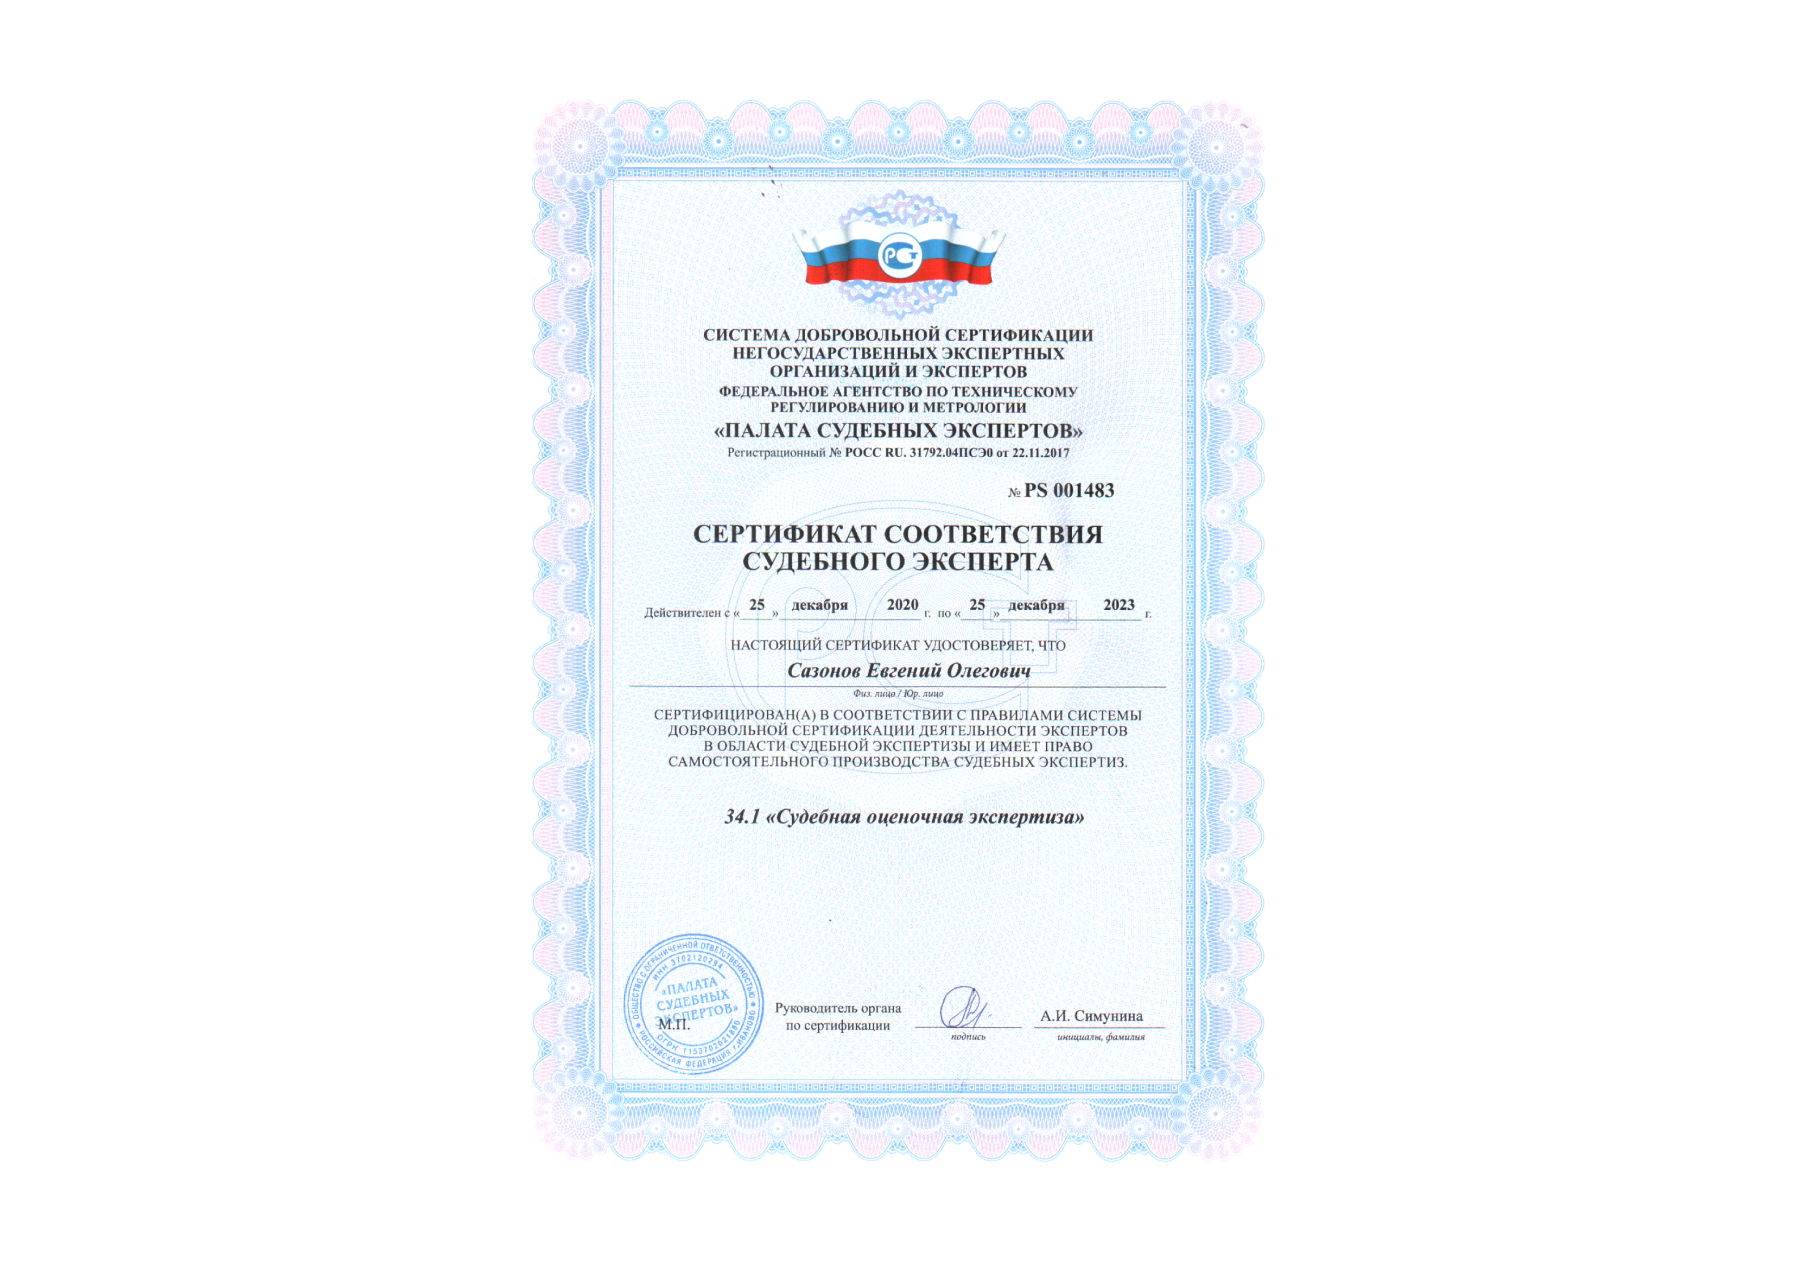 РСТ
СИСТЕМА ДОБРОВОЛЬНОЙ СЕРТИФИКАЦИИ
НЕГОСУДАРСТВЕННЫХ ЭКСПЕРТНЫХ
ОРГАНИЗАЦИЙ И ЭКСПЕРТОВ
ФЕДЕРАЛЬНОЕ АГЕНТСТВО ПО ТЕХНИЧЕСКОМУ
РЕГУЛИРОВАНИЮ И МЕТРОЛОГИИ
«ПАЛАТА СУДЕБНЫХ ЭКСПЕРТОВ»
Регистрационный № РОСС RU. 31792.04ПСЭ0 от 22.11.2017
№ PS 001483
СЕРТИФИКАТ СООТВЕТСТВИЯ
СУДЕБНОГО ЭКСПЕРТА
Действителен с « 25 » декабря 2020 г. по « 25 » декабря 2023 г.
НАСТОЯЩИЙ СЕРТИФИКАТ УДОСТОВЕРЯЕТ, ЧТО
Сазонов Евгений Олегович
Физ. лицо / Юр. лицо
СЕРТИФИЦИРОВАН(А) В СООТВЕТСТВИИ С ПРАВИЛАМИ СИСТЕМЫ
ДОБРОВОЛЬНОЙ СЕРТИФИКАЦИИ ДЕЯТЕЛЬНОСТИ ЭКСПЕРТОВ
В ОБЛАСТИ СУДЕБНОЙ ЭКСПЕРТИЗЫ И ИМЕЕТ ПРАВО
САМОСТОЯТЕЛЬНОГО ПРОИЗВОДСТВА СУДЕБНЫХ ЭКСПЕРТИЗ.
34.1 «Судебная оценочная экспертиза»
ОБЩЕСТВО С ОГРАНИЧЕННОЙ ОТВЕТСТВЕННОСТЬЮ
ИНН 3702120294
«ПАЛАТА
СУДЕБНЫХ
ЭКСПЕРТОВ»
М.П.
ОГРН 1153702021880
РОССИЙСКАЯ ФЕДЕРАЦИЯ г.ИВАНОВО
Руководитель органа
по сертификации
подпись
А.И. Симунина
инициалы, фамилия